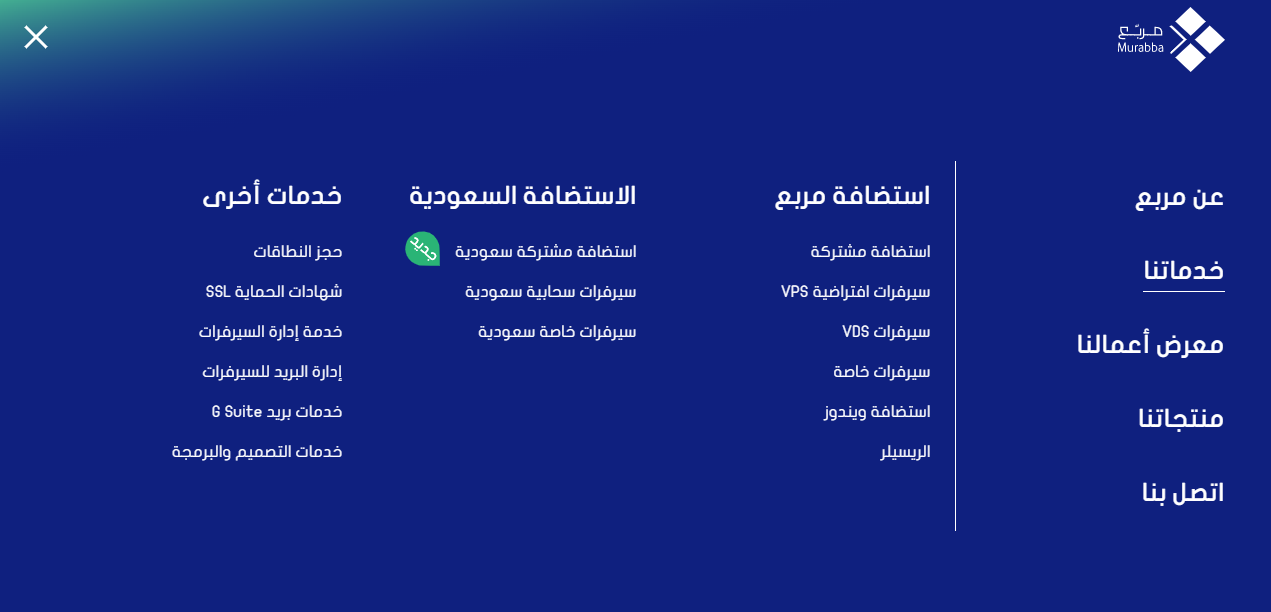 مربع
Murabba
عن مربع
خدماتنا
معرض أعمالنا
منتجاتنا
اتصل بنا
استضافة مربع
استضافة مشتركة
سيرفرات افتراضية VPS
سيرفرات VDS
سيرفرات خاصة
استضافة ويندوز
الريسيلر
الاستضافة السعودية
استضافة مشتركة سعودية
جديد
سيرفرات سحابية سعودية
سيرفرات خاصة سعودية
خدمات أخرى
حجز النطاقات
شهادات الحماية SSL
خدمة إدارة السيرفرات
إدارة البريد للسيرفرات
خدمات بريد G Suite
خدمات التصميم والبرمجة